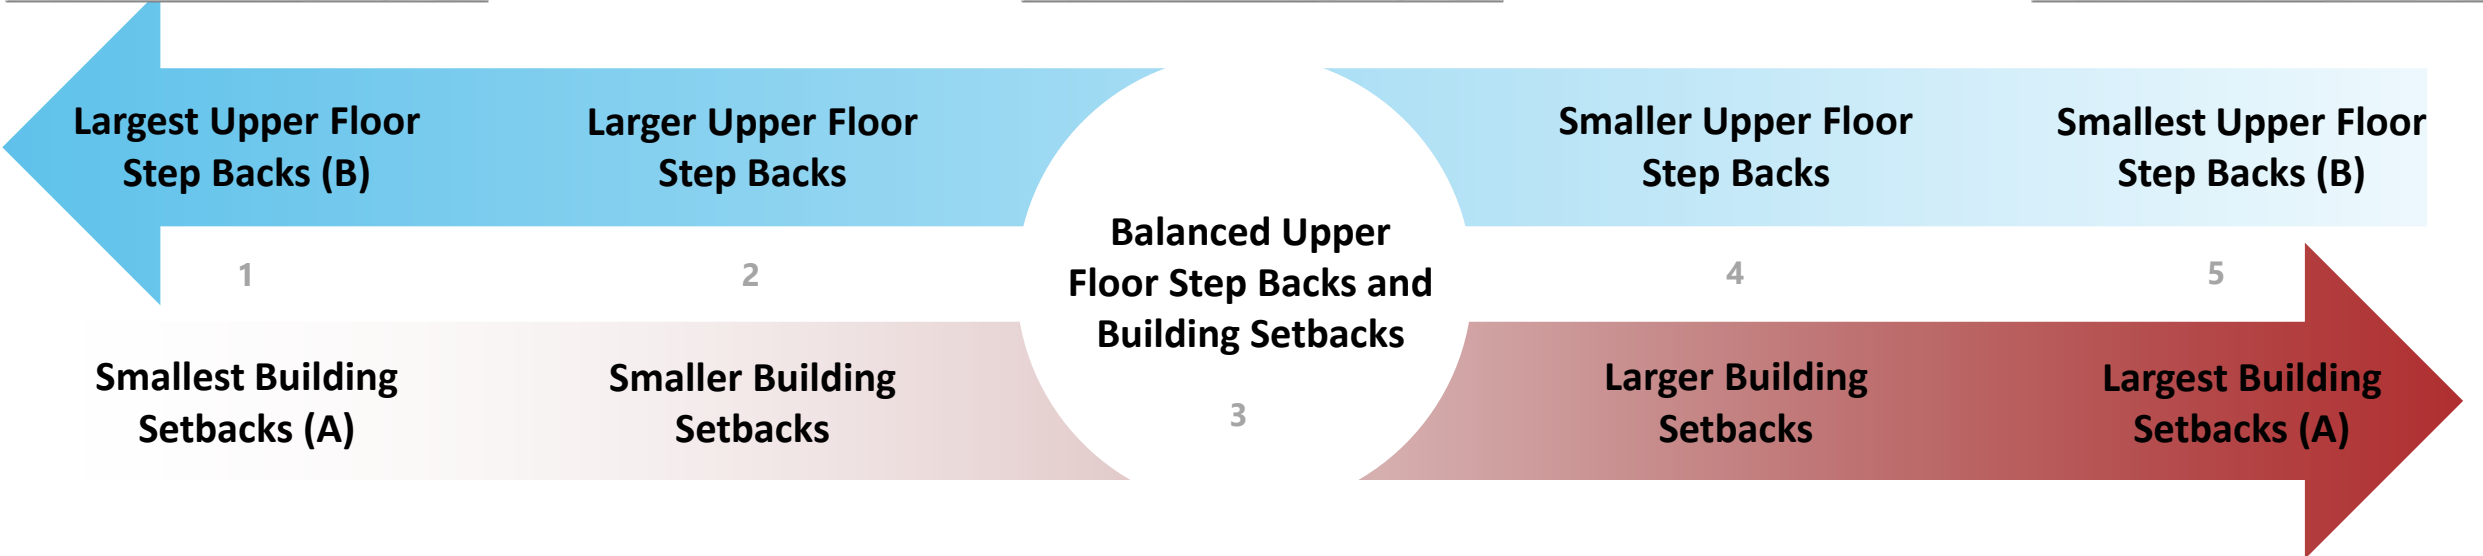 Largest Upper Floor
Step Backs (B)
Larger Upper Floor
Step Backs
Smaller Upper Floor
Step Backs
Smallest Upper Floor
Step Backs (B)
Balanced Upper
Floor Step Backs and
Building Setbacks
1
2
3
4
5
Smallest Building
Setbacks (A)
Smaller Building
Setbacks
Larger Building
Setbacks
Largest Building
Setbacks (A)